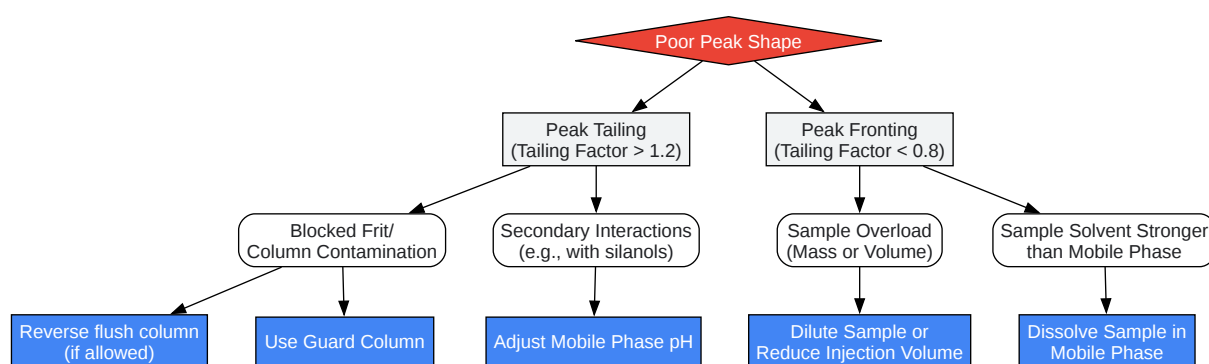 Poor Peak Shape
Peak Tailing
(Tailing Factor > 1.2)
Peak Fronting
(Tailing Factor < 0.8)
Blocked Frit/
Column Contamination
Secondary Interactions
(e.g., with silanols)
Sample Overload
(Mass or Volume)
Sample Solvent Stronger
than Mobile Phase
Reverse flush column
(if allowed)
Use Guard Column
Adjust Mobile Phase pH
Dilute Sample or
Reduce Injection Volume
Dissolve Sample in
Mobile Phase